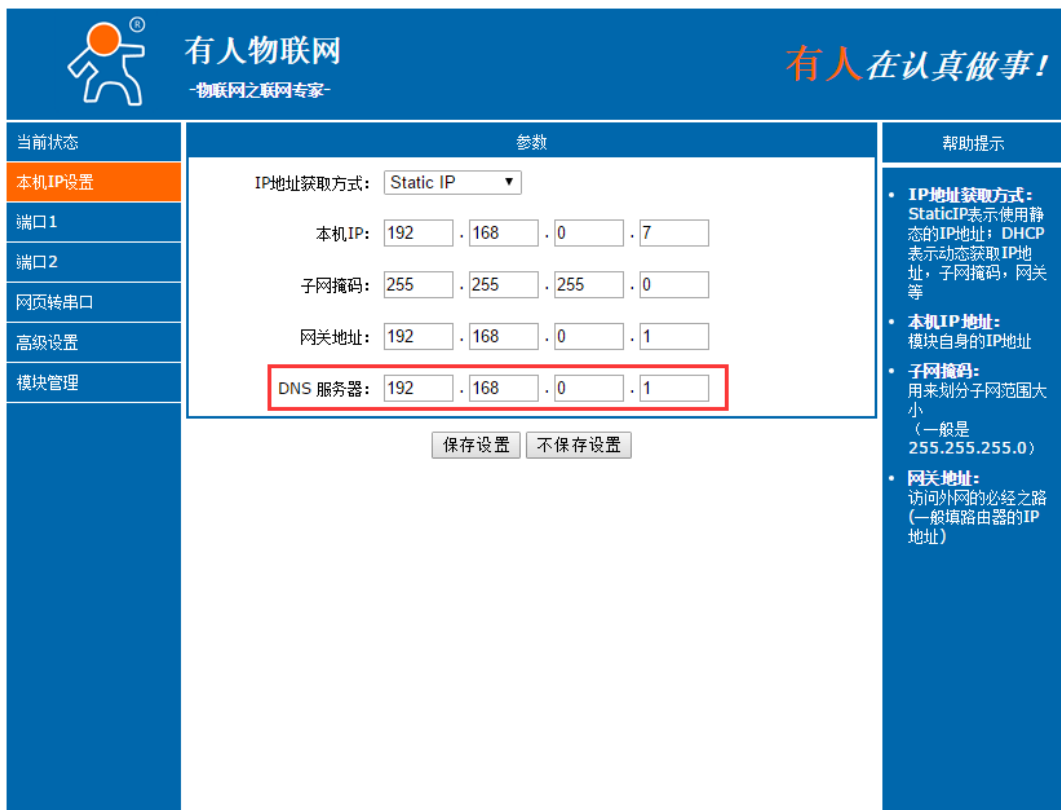 ®
有人物联网
-物联网之联网专家-
有人在认真做事!
当前状态
本机IP设置
端口1
端口2
网页转串口
高级设置
模块管理
参数
IP地址获取方式: Static IP
本机IP: 192 . 168 . 0 . 7
子网掩码: 255 . 255 . 255 . 0
网关地址: 192 . 168 . 0 . 1
DNS 服务器: 192 . 168 . 0 . 1
保存设置 不保存设置
帮助提示
• IP地址获取方式:
StaticIP表示使用静
态的IP地址; DHCP
表示动态获取IP地
址, 子网掩码, 网关
等
• 本机IP地址:
模块自身的IP地址
• 子网掩码:
用来划分子网范围大
小
(一般是
255.255.255.0)
• 网关地址:
访问外网的必经之路
(一般填路由器的IP
地址)